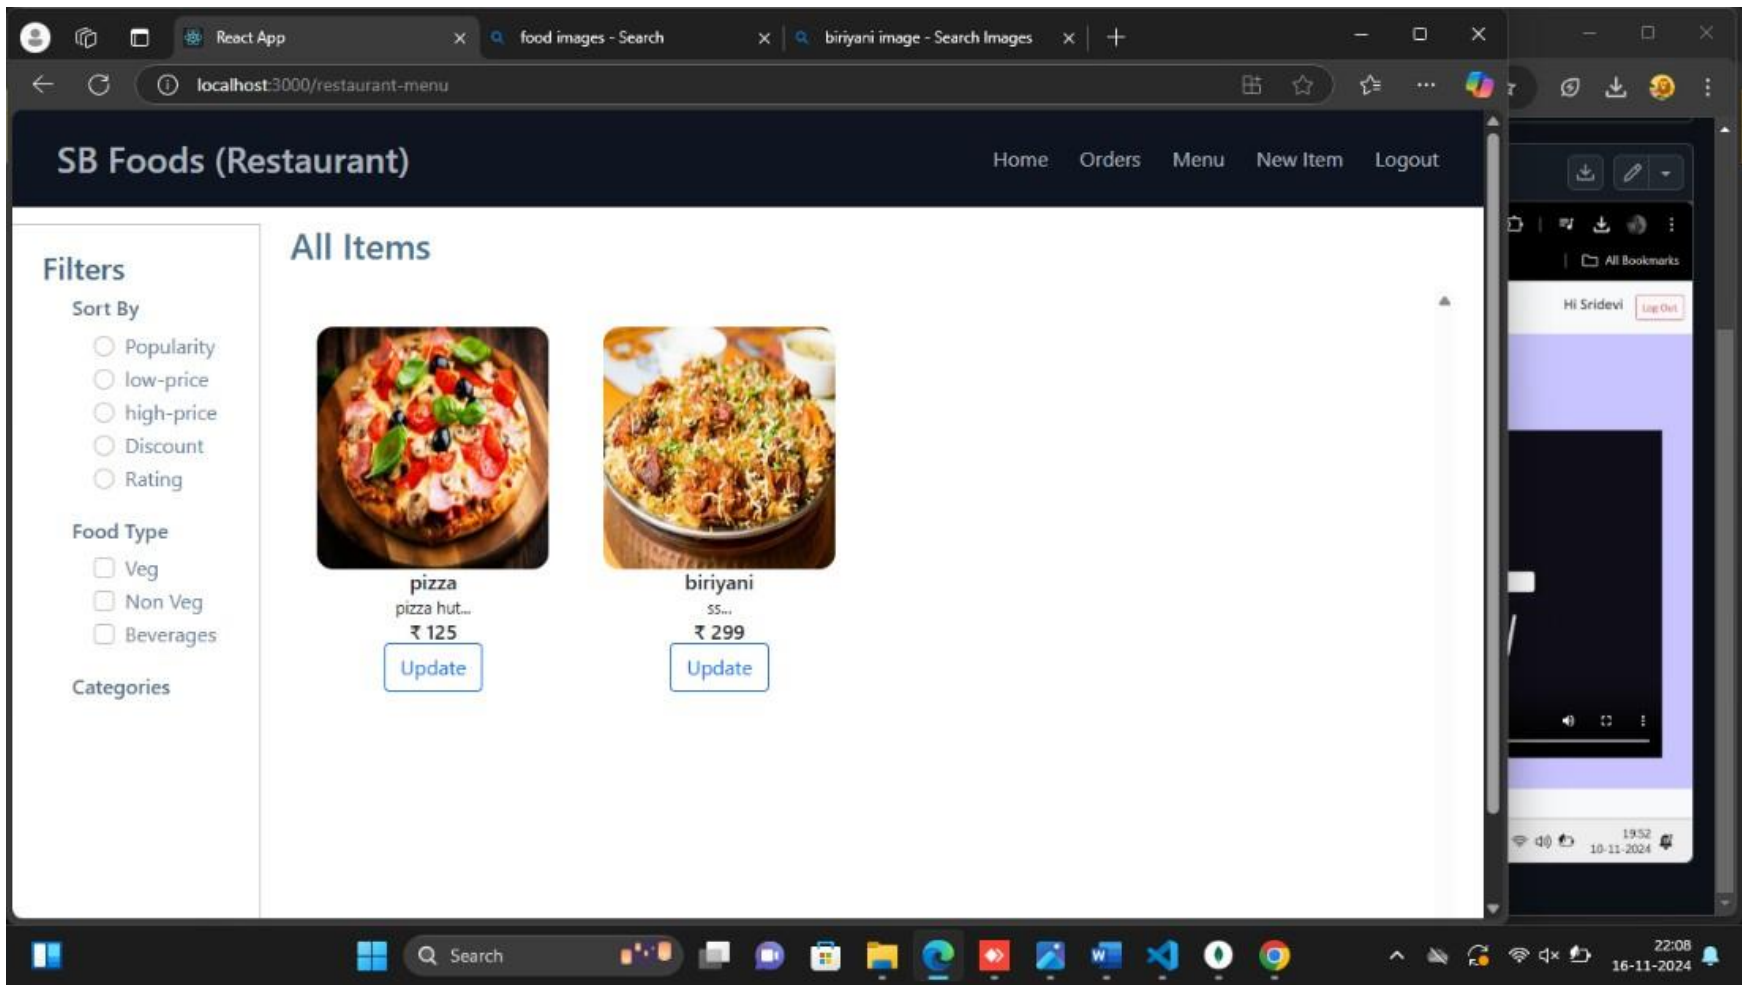 React App
food images - Search
biriyani image - Search Images
localhost:3000/restaurant-menu
SB Foods (Restaurant)
Home
Orders
Menu
New Item
Logout
Filters
Sort By
Popularity
low-price
high-price
Discount
Rating
Food Type
Veg
Non Veg
Beverages
Categories
All Items
pizza
pizza hut...
₹ 125
Update
biriyani
ss...
₹ 299
Update
All Bookmarks
Hi Sridevi
Log Out
19:52
10-11-2024
Search
22:08
16-11-2024